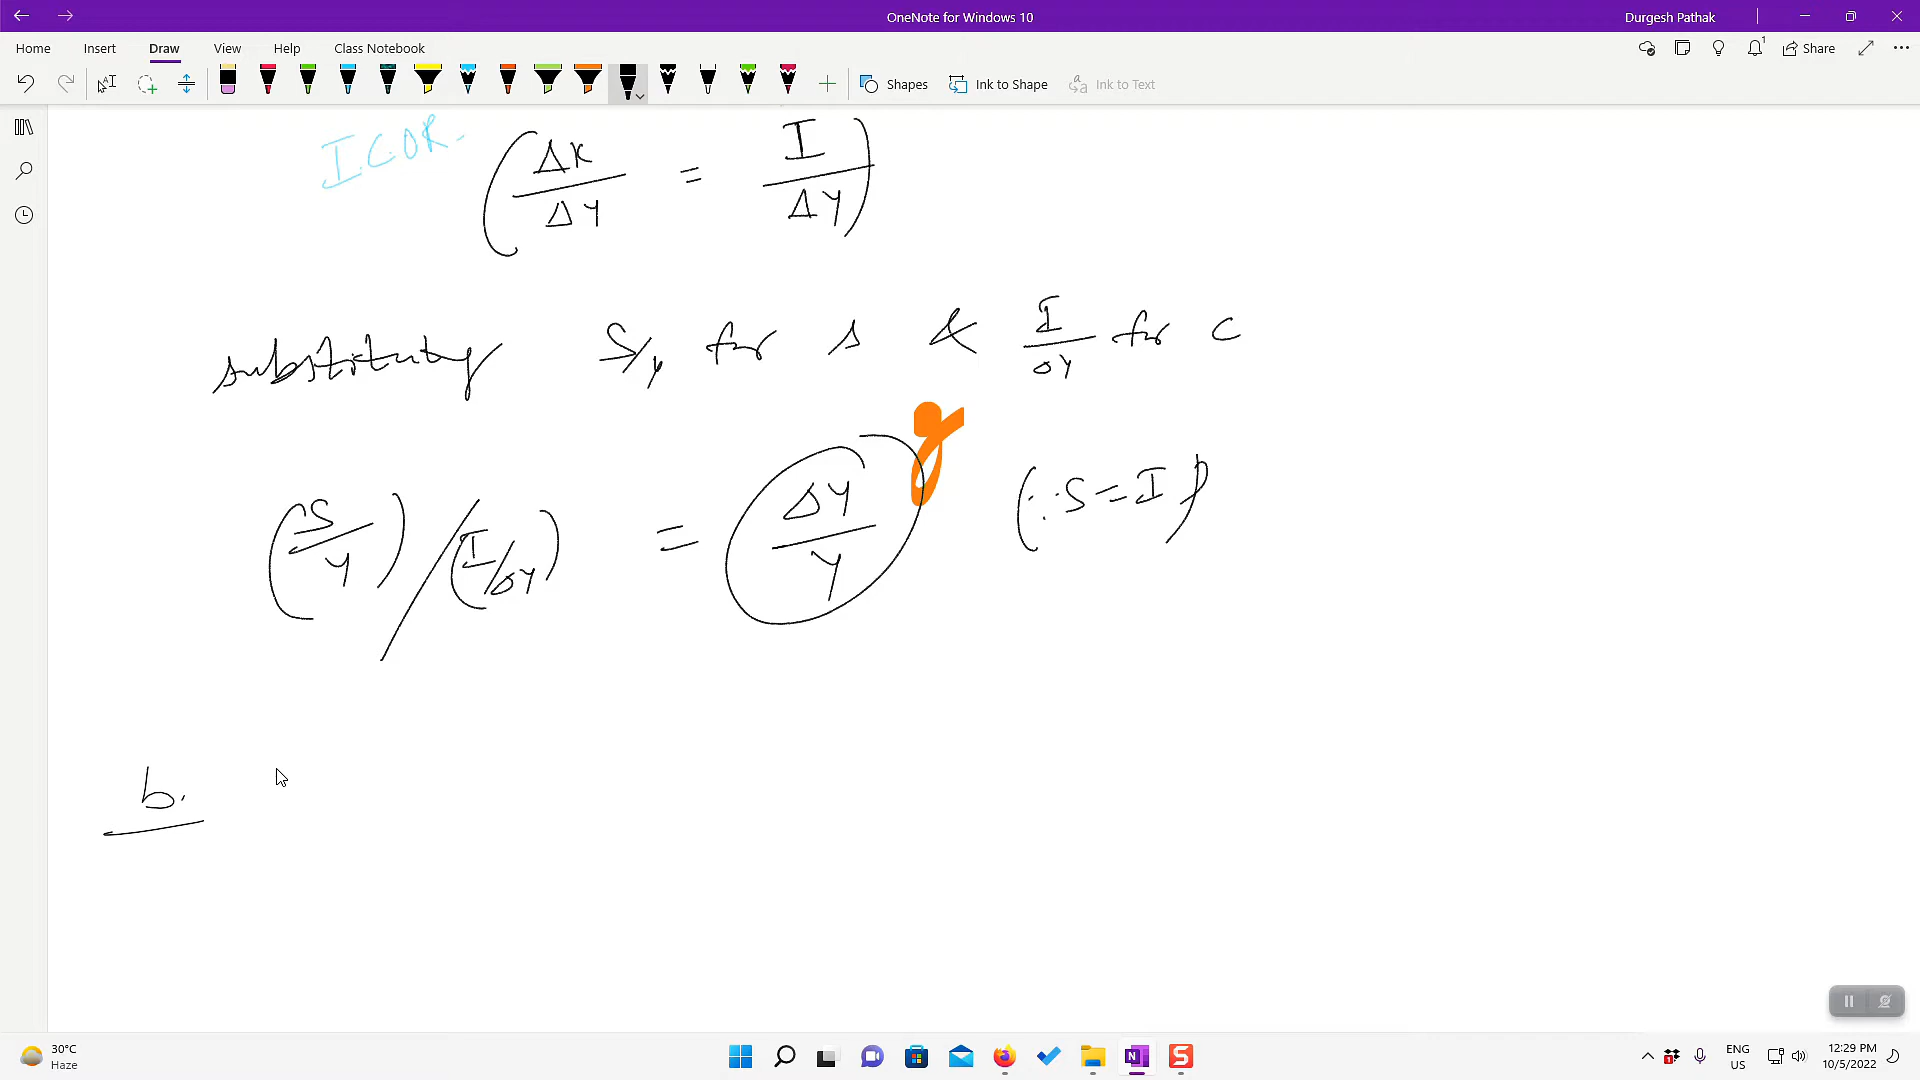 OneNote for Windows 10
Durgesh Pathak
Home Insert Draw View Help Class Notebook
Share
Shapes Ink to Shape Ink to Text
I.C.OR.
(ΔK/ΔY = I/ΔY)
substituting S/Y for s & I/ΔY for c
(S/Y)/(I/ΔY) = ΔY/Y g (∵ S = I)
b.
30°C
Haze
ENG
US
12:29 PM
10/5/2022